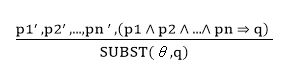 p1′,p2′,...,pn ′,(p1 ∧ p2 ∧ ...∧ pn ⇒ q)
SUBST( θ,q)